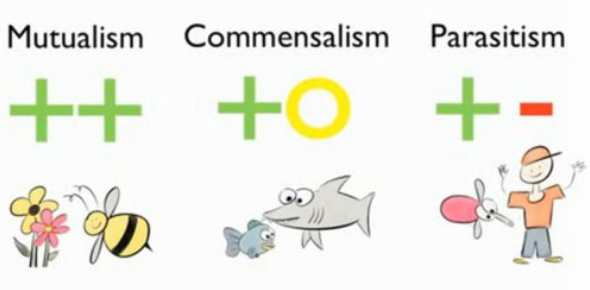 Mutualism Commensalism Parasitism
++ +O + -